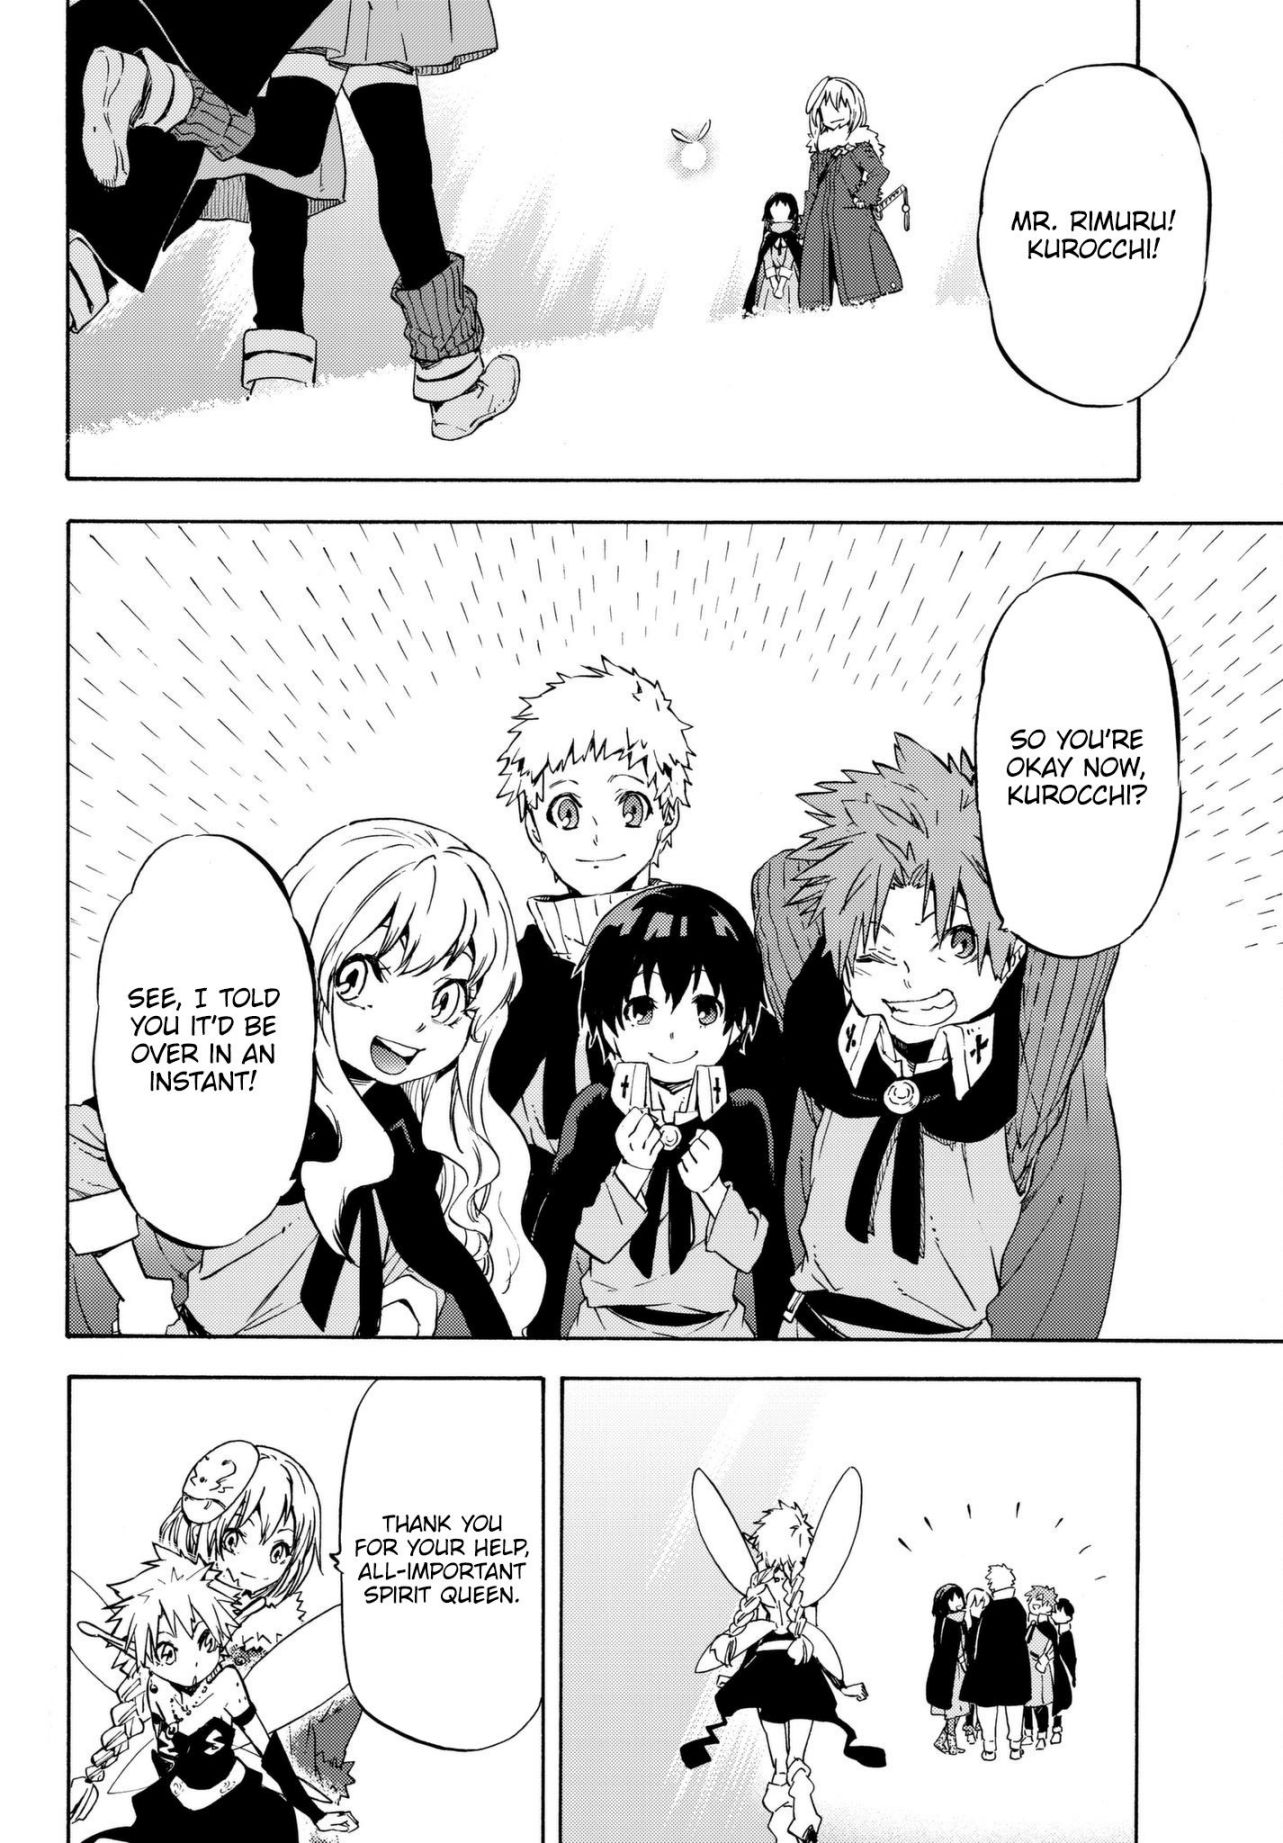 MR. RIMURU!
KUROCCHI!
SO YOU'RE
OKAY NOW,
KUROCCHI?
SEE, I TOLD
YOU IT'D BE
OVER IN AN
INSTANT!
THANK YOU
FOR YOUR HELP,
ALL-IMPORTANT
SPIRIT QUEEN.